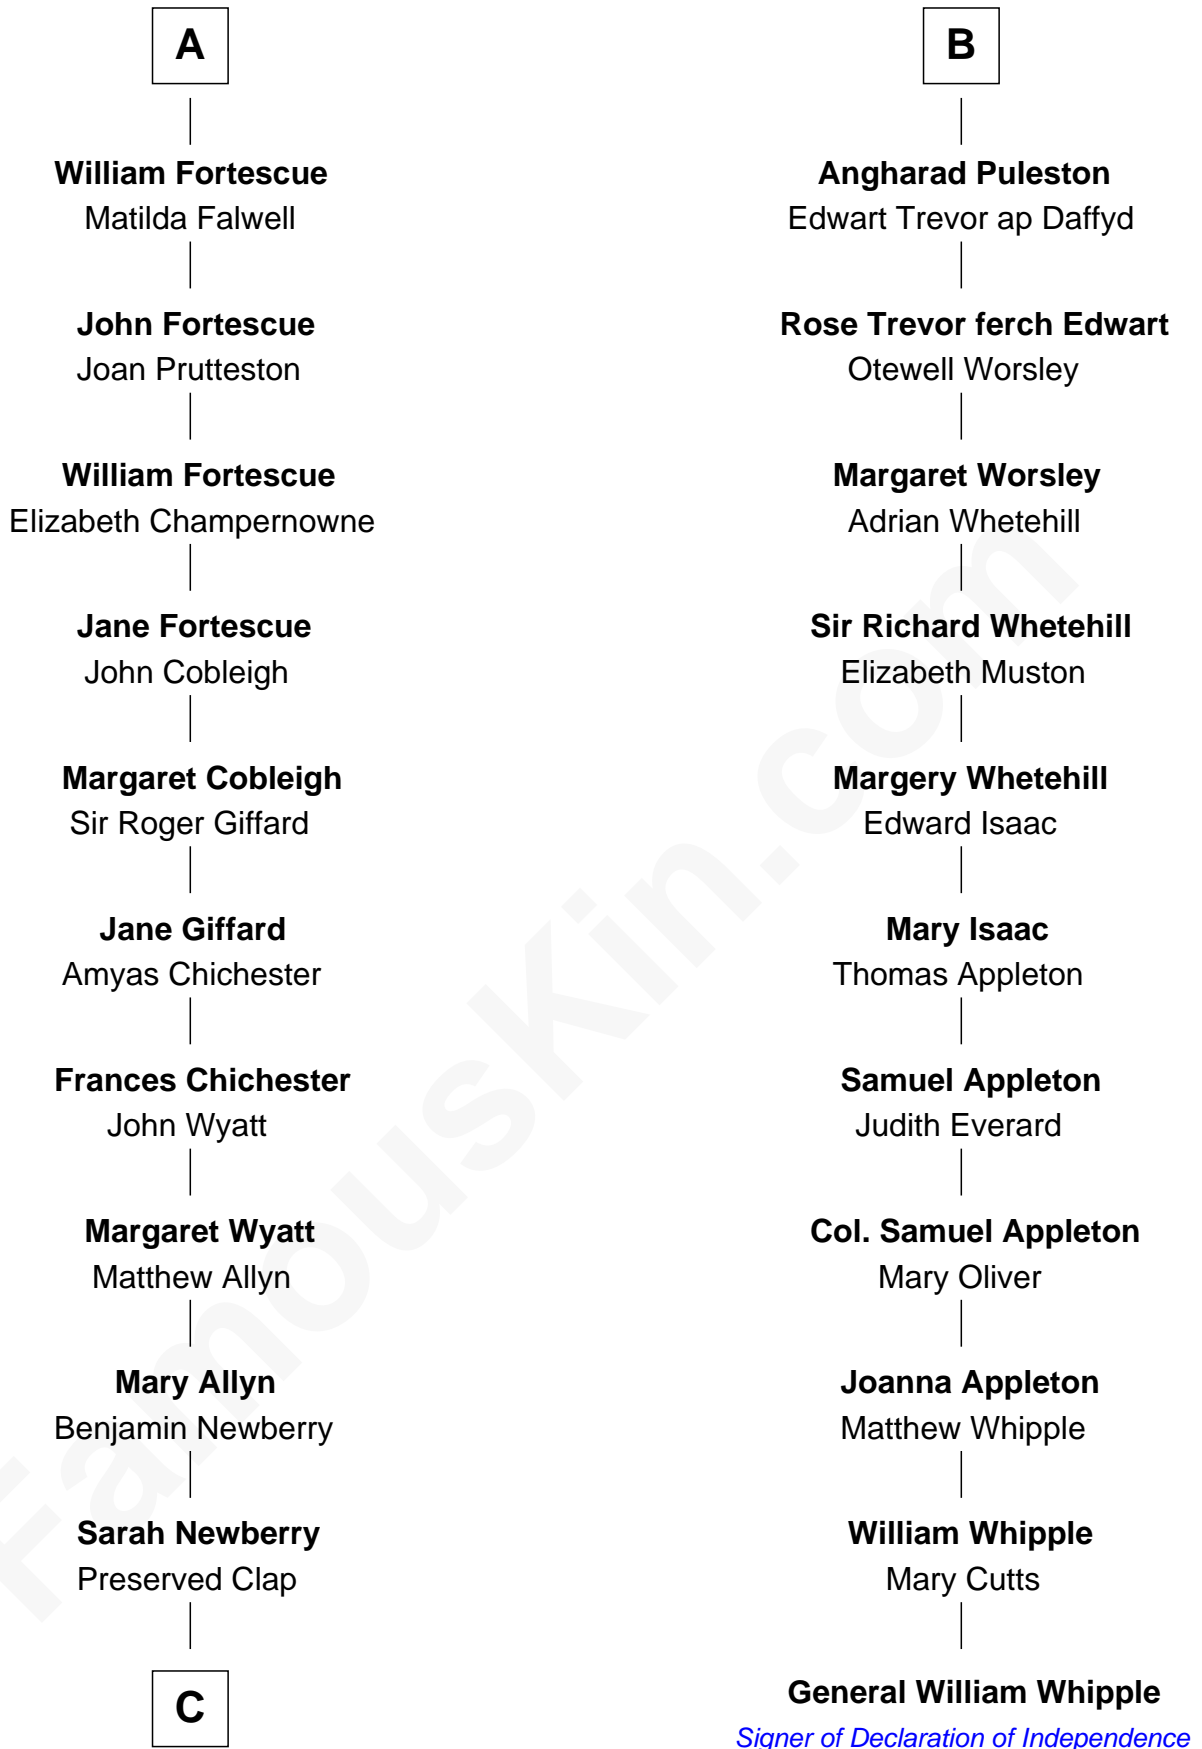 A
William Fortescue
Matilda Falwell
John Fortescue
Joan Prutteston
William Fortescue
Elizabeth Champernowne
Jane Fortescue
John Cobleigh
Margaret Cobleigh
Sir Roger Giffard
Jane Giffard
Amyas Chichester
Frances Chichester
John Wyatt
Margaret Wyatt
Matthew Allyn
Mary Allyn
Benjamin Newberry
Sarah Newberry
Preserved Clap
C
B
Angharad Puleston
Edwart Trevor ap Daffyd
Rose Trevor ferch Edwart
Otewell Worsley
Margaret Worsley
Adrian Whetehill
Sir Richard Whetehill
Elizabeth Muston
Margery Whetehill
Edward Isaac
Mary Isaac
Thomas Appleton
Samuel Appleton
Judith Everard
Col. Samuel Appleton
Mary Oliver
Joanna Appleton
Matthew Whipple
William Whipple
Mary Cutts
General William Whipple
Signer of Declaration of Independence
FamousKin.com